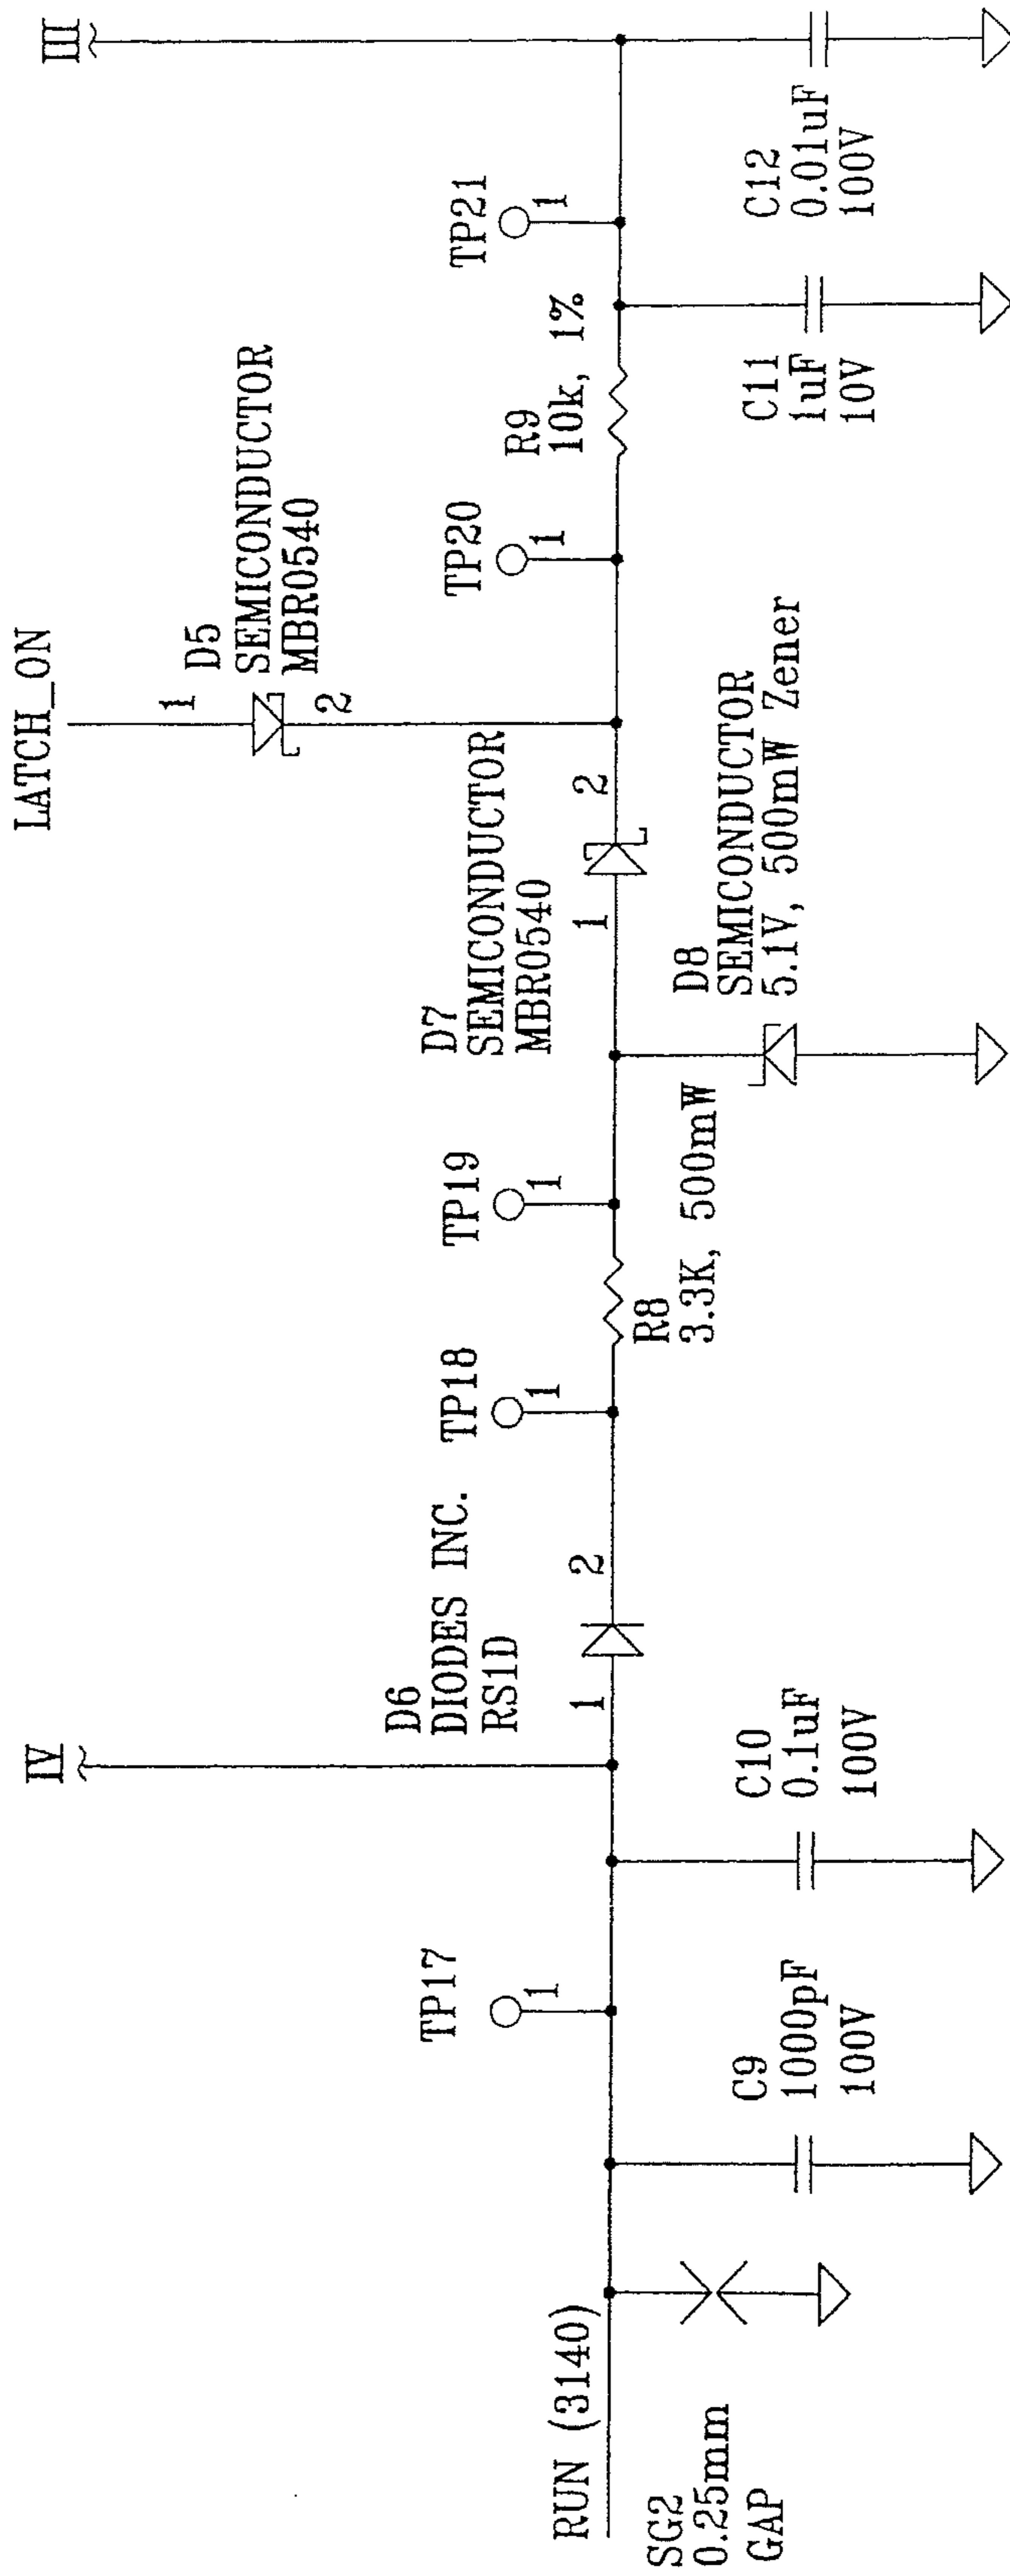 RUN (3140)
SG2
0.25mm
GAP
C9
1000pF
100V
TP17
1
C10
0.1uF
100V
IV
D6
DIODES INC.
RS1D
1
2
TP18
1
R8
3.3K, 500mW
TP19
1
D8
SEMICONDUCTOR
5.1V, 500mW Zener
D7
SEMICONDUCTOR
MBR0540
1
2
LATCH_ON
D5
SEMICONDUCTOR
MBR0540
1
2
TP20
1
R9
10k, 1%
C11
1uF
10V
TP21
1
C12
0.01uF
100V
III